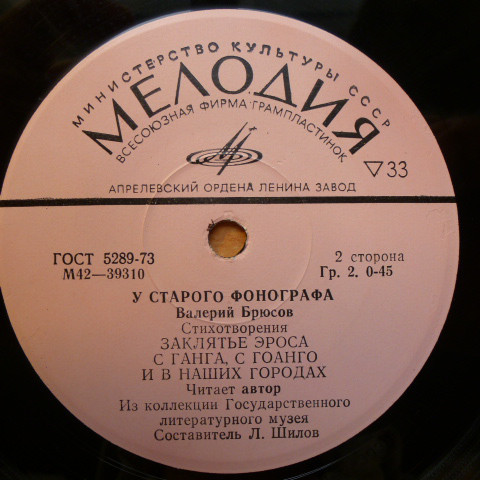 МИНИСТЕРСТВО КУЛЬТУРЫ СССР
МЕЛОДИЯ
ВСЕСОЮЗНАЯ ФИРМА ГРАМПЛАСТИНОК
▽33
АПРЕЛЕВСКИЙ ОРДЕНА ЛЕНИНА ЗАВОД
ГОСТ 5289-73
М42—39310
2 сторона
Гр. 2. 0-45
У СТАРОГО ФОНОГРАФА
Валерий Брюсов
Стихотворения
ЗАКЛЯТЬЕ ЭРОСА
С ГАНГА, С ГОАНГО
И В НАШИХ ГОРОДАХ
Читает автор
Из коллекции Государственного
литературного музея
Составитель Л. Шилов